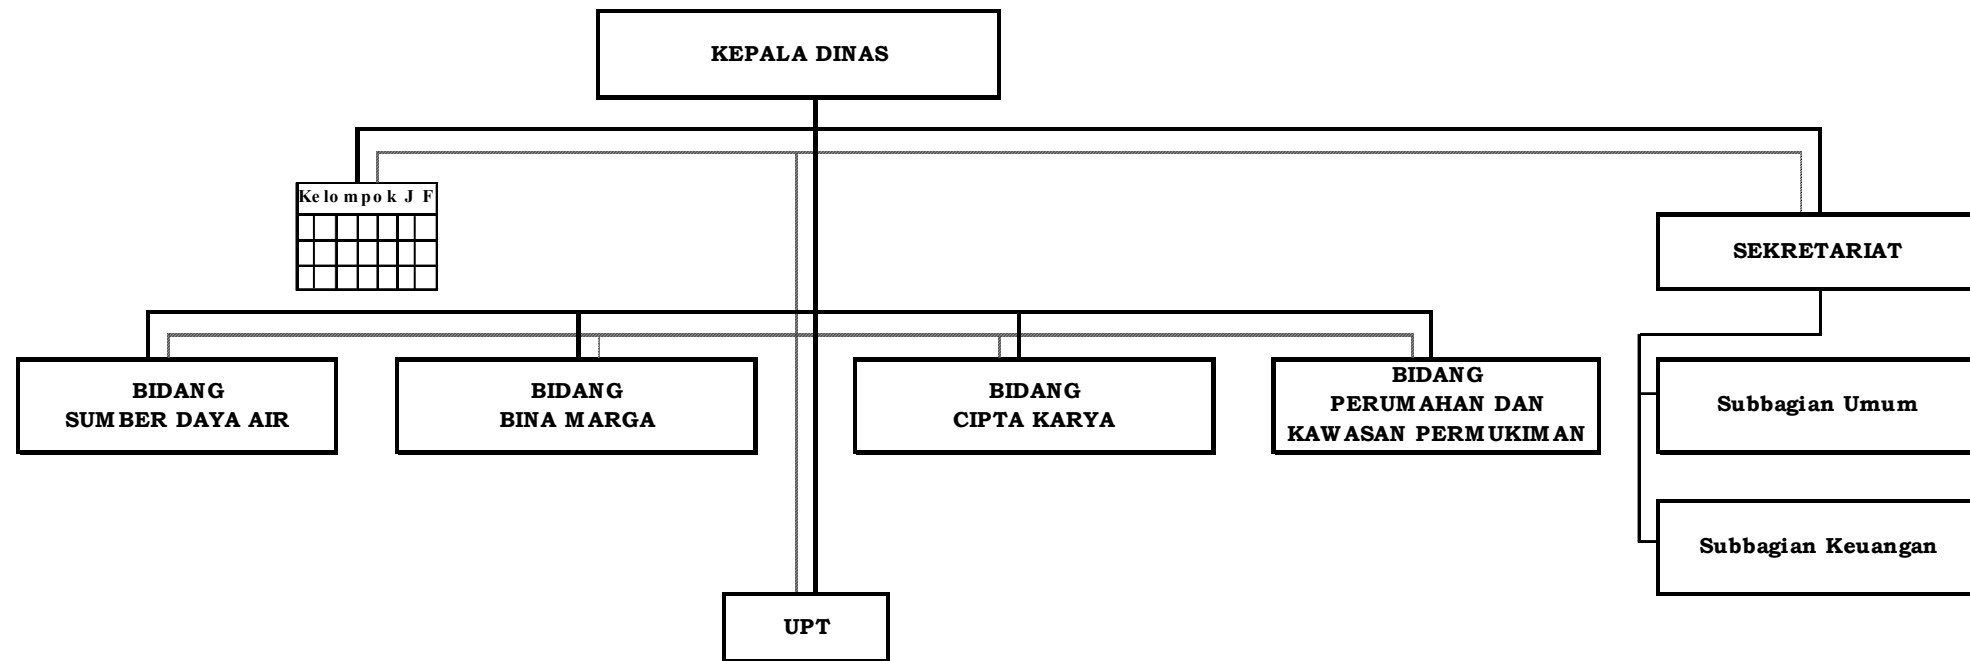 KEPALA DINAS
Kelompok J F
SEKRETARIAT
BIDANG
SUMBER DAYA AIR
BIDANG
BINA MARGA
BIDANG
CIPTA KARYA
BIDANG
PERUMAHAN DAN
KAWASAN PERMUKIMAN
Subbagian Umum
Subbagian Keuangan
UPT